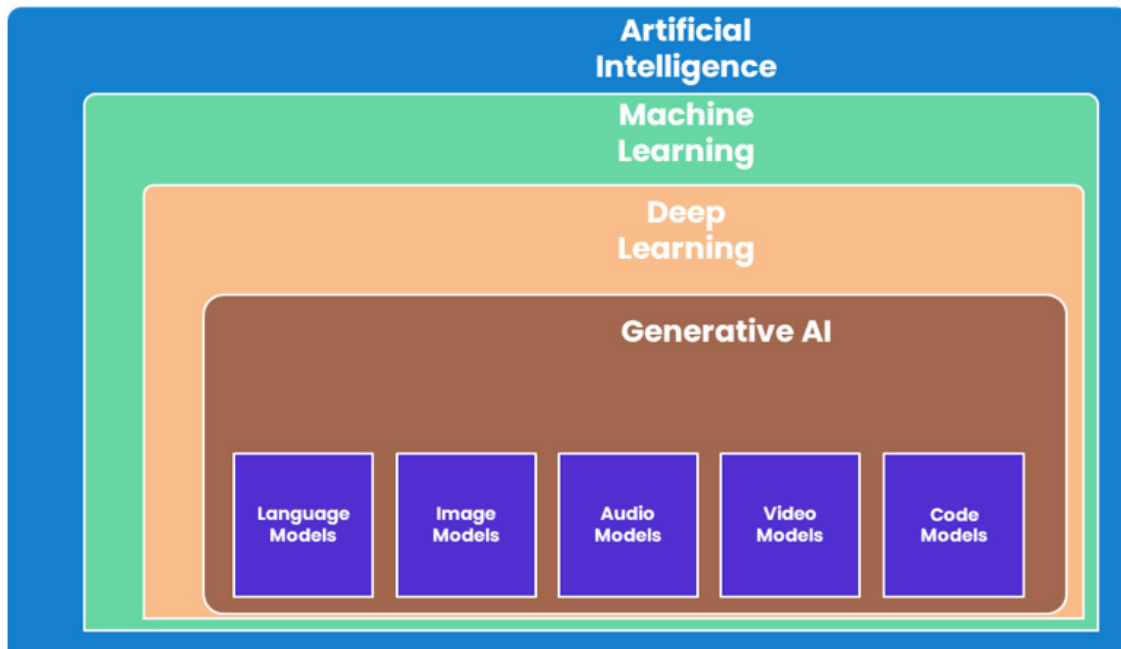 Artificial
Intelligence
Machine
Learning
Deep
Learning
Generative AI
Language
Models
Image
Models
Audio
Models
Video
Models
Code
Models